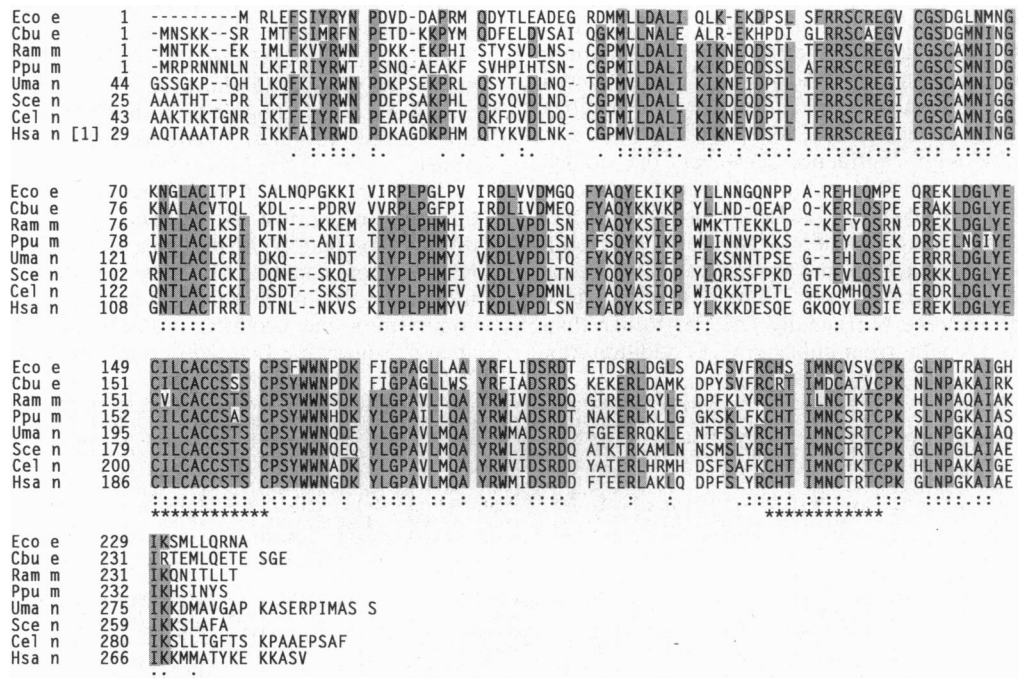 Eco e 1 ---------M RLEFSIYRYN PDVD-DAPRM QDYTLEADEG RDMMLLDALI QLK-EKDPSL SFRRSCREGV CGSDGLNMNG
Cbu e 1 -MNSKK--SR IMTFSIMRFN PETD-KKPYM QDFELDVSAI QGKMLLNALE ALR-EKHPDI GLRRSCAEGV CGSDGMNING
Ram m 1 -MNTKK-EKM IMLFKVYRWN PDKK-EKPHI STYSVDLNS- CGPMVLDALI KIKNEIDSTL TFRRSCREGI CGSCAMNING
Ppu m 1 -MRPRNNNLN LKFIRIYRWT PSNQ-AEAKF SVHPIHTSN- CGPMILDALI KIKDEQDSSL AFRRSCREGI CGSCSMNIDG
Uma n 44 GSSGKP--QH LKQFKIYRWN PDKPSEKPRL QSYTLDLNQ- TGPMVLDALI KIKNEIDPTL TFRRSCREGI CGSCAMNIDG
Sce n 25 AAATHT--PR LKTFKVYRWN PDEPSAKPHL QSYQVDLND- CGPMVLDALL KIKDEQDSTL TFRRSCREGI CGSCAMNIGG
Cel n 43 AAKTKKTGNR IKTFEIYRFN PEAPGAKPTV QKFDVDLDQ- CGTMILDALI KIKNEVDPTL TFRRSCREGI CGSCAMNIGG
Hsa n [1] 29 AQTAAATAPR IKKFAIYRWD PDKAGDKPHM QTYKVDLNK- CGPMVLDALI KIKNEVDSTL TFRRSCREGI CGSCAMNING
Eco e 70 KNGLACITPI SALNQPGKKI VIRPLPGLPV IRDLVVDMGQ FYAQYEKIKP YLLNNGQNPP A-REHLQMPE QREKLDGLYE
Cbu e 76 KNALACVTQL KDL---PDRV VVRPLPGFPI IRDLIVDMEQ FYAQYKKVKP YLLND-QEAP Q-KERLQSPE ERAKLDGLYE
Ram m 76 TNTLACIKSI DTN---KKEM KIYPLPHMHI IKDLVPDLSN FYAQYKSIEP WMKTTEKKLD --KEFYQSRN DREKLDGLYE
Ppu m 78 INTLACLKPI KTN---ANII TIYPLPHMYI IKDLVPDLSN FFSQYKYIKP WLINNVPKKS ---EYLQSEK DRSELNGIYE
Uma n 121 VNTLACLCRI DKQ---NDT KIYPLPHMYI VKDLVPDLTQ FYKQYRSIEP FLKSNNTPSE G--EHLQSPE ERRRLDGLYE
Sce n 102 RNTLACICKI DQNE--SKQL KIYPLPHMFI VKDLVPDLTN FYQQYKSIQP YLQRSSFPKD GT-EVLQSIE DRKKLDGLYE
Cel n 122 QNTLACICKI DSDT--SKST KIYPLPHMFV VKDLVPDMNL FYAQYASIQP WIQKKTPLTL GEKQMHQSVA ERDRLDGLYE
Hsa n 108 GNTLACTRRI DTNL--NKVS KIYPLPHMYV IKDLVPDLSN FYAQYKSIEP YLKKKDESQE GKQQYLQSIE EREKLDGLYE
Eco e 149 CILCACCSTS CPSFWWNPDK FIGPAGLLAA YRFLIDSRDT ETDSRLDGLS DAFSVFRCHS IMNCVSVCPK GLNPTRAIGH
Cbu e 151 CILCACCSSS CPSYWWNPDK FIGPAGLLWS YRFIADSRDS KEKERLDAMK DPYSVFRCRT IMDCATVCPK NLNPAKAIRK
Ram m 151 CVLCACCSTS CPSYWWNHDK YLGPAVLLQA YRWIVDSRDQ GTRERLQYLE DPFKLYRCHT ILNCTKTCPK HLNPAQAIAK
Ppu m 152 CILCACCSAS CPSYWWNHDK YLGPAILLQA YRWLADSRDT NAKERLKLLG GKSKLFKCHT IMNCSRTCPK SLNPGKAIAS
Uma n 195 CILCACCSTS CPSYWWNQDE YLGPAVLMQA YRWMADSRDD FGEERRQKLE NTFSLYRCHT IMNCSRTCPK NLNPGKAIAQ
Sce n 179 CILCACCSTS CPSYWWNQEQ YLGPAVLMQA YRWLIDSRDQ ATKTRKAMLN NSMSLYRCHT IMNCTRTCPK GLNPGLAIAE
Cel n 200 CILCACCSTS CPSYWWNADK YLGPAVLMQA YRWVIDSRDD YATERLHRMH DSFSAFKCHT IMNCTRTCPK HLNPAKAIGE
Hsa n 186 CILCACCSTS CPSYWWNGDK YLGPAVLMQA YRWMIDSRDD FTEERLAKLQ DPFSLYRCHT IMNCTRTCPK GLNPGKAIAE
************ ************
Eco e 229 IKSMLLQRNA
Cbu e 231 IRTEMLQETE SGE
Ram m 231 IKQNITLLT
Ppu m 232 IKHSINYS
Uma n 275 IKKDMAVGAP KASERPIMAS S
Sce n 259 IKKSLAFA
Cel n 280 IKSLLTGFTS KPAAEPSAF
Hsa n 266 IKKMMATYKE KKASV